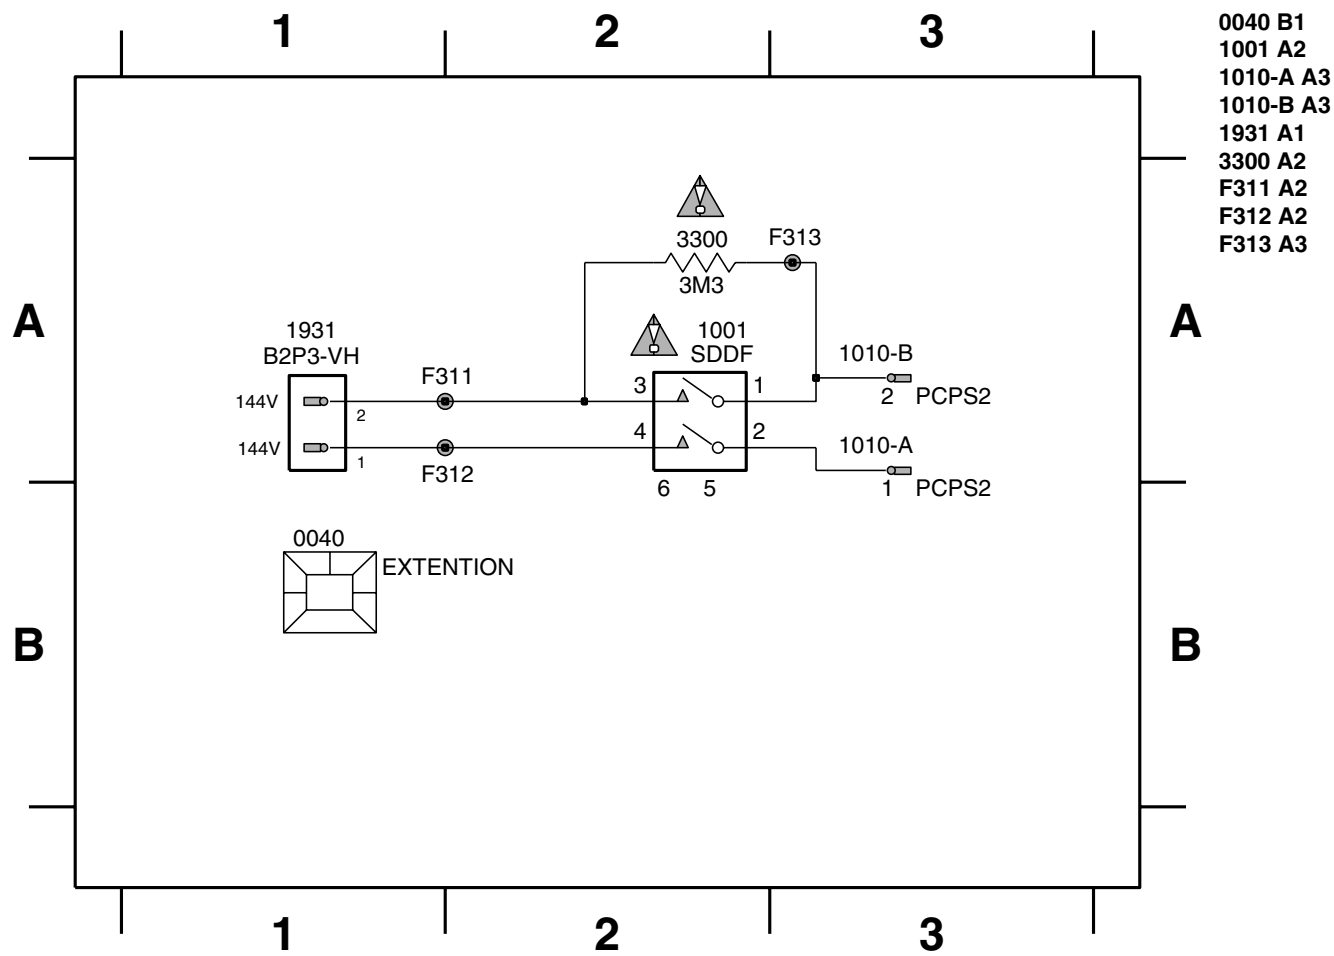 1 2 3
0040 B1
1001 A2
1010-A A3
1010-B A3
1931 A1
3300 A2
F311 A2
F312 A2
F313 A3
3300 F313
3M3
A A
1931
B2P3-VH
1001
SDDF
1010-B
F311
3 1
2 PCPS2
144V
2
4 2
1010-A
144V
1
F312
6 5
1 PCPS2
0040
EXTENTION
B B
1 2 3